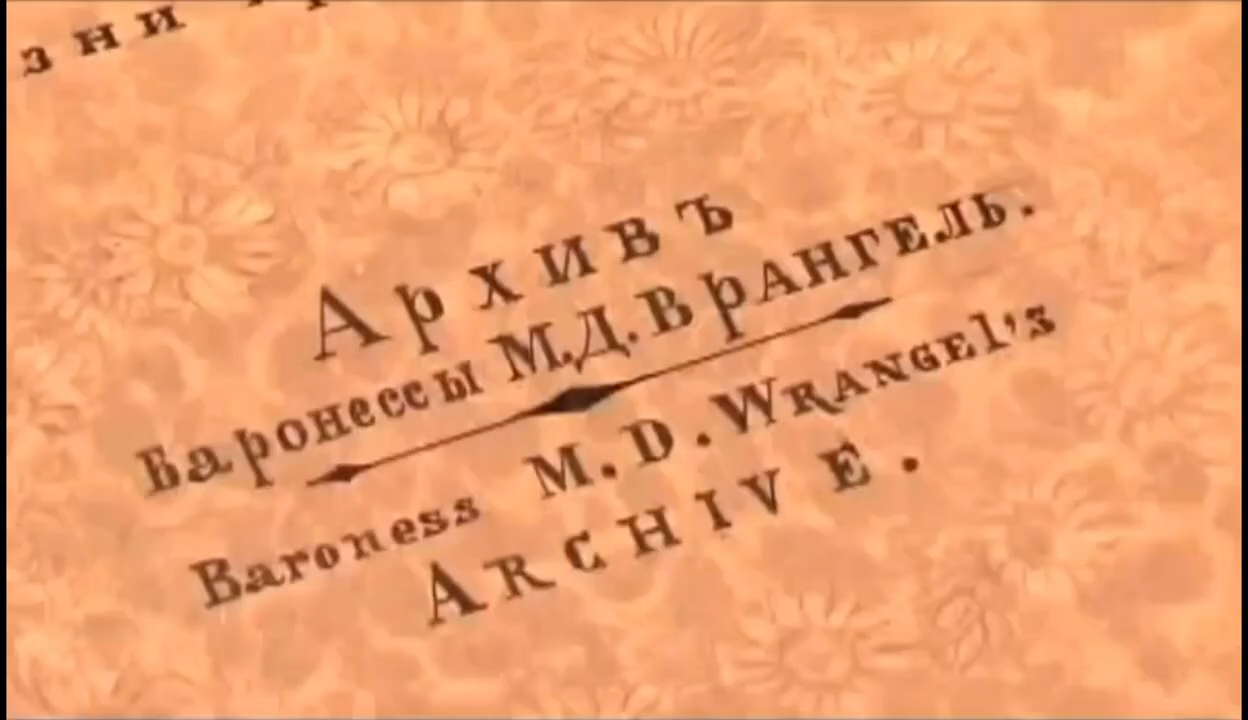 Архивъ
Баронессы М.Д. Врангель.
Baroness M. D. Wrangel's
Archive.